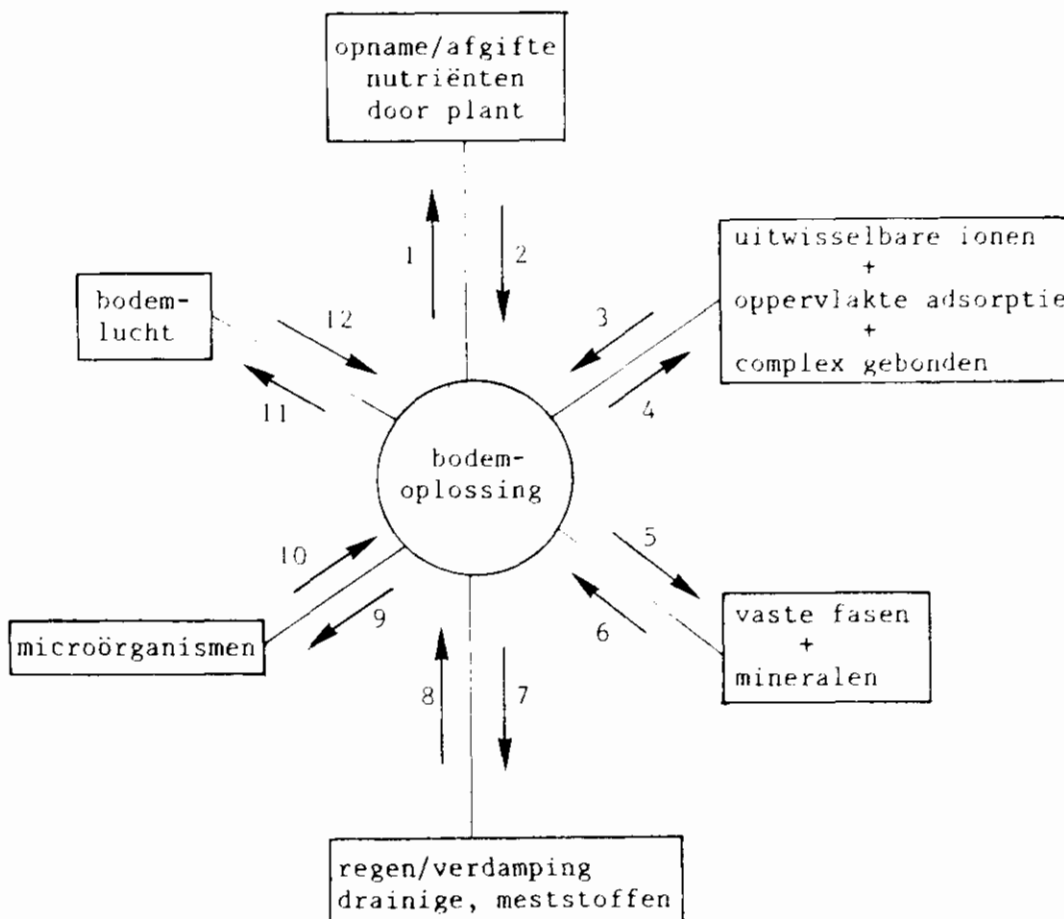 opname/afgifte
nutriënten
door plant
1
2
uitwisselbare ionen
+
oppervlakte adsorptie
+
complex gebonden
3
4
bodem-
lucht
12
11
bodem-
oplossing
5
6
vaste fasen
+
mineralen
10
9
microörganismen
8
7
regen/verdamping
drainige, meststoffen